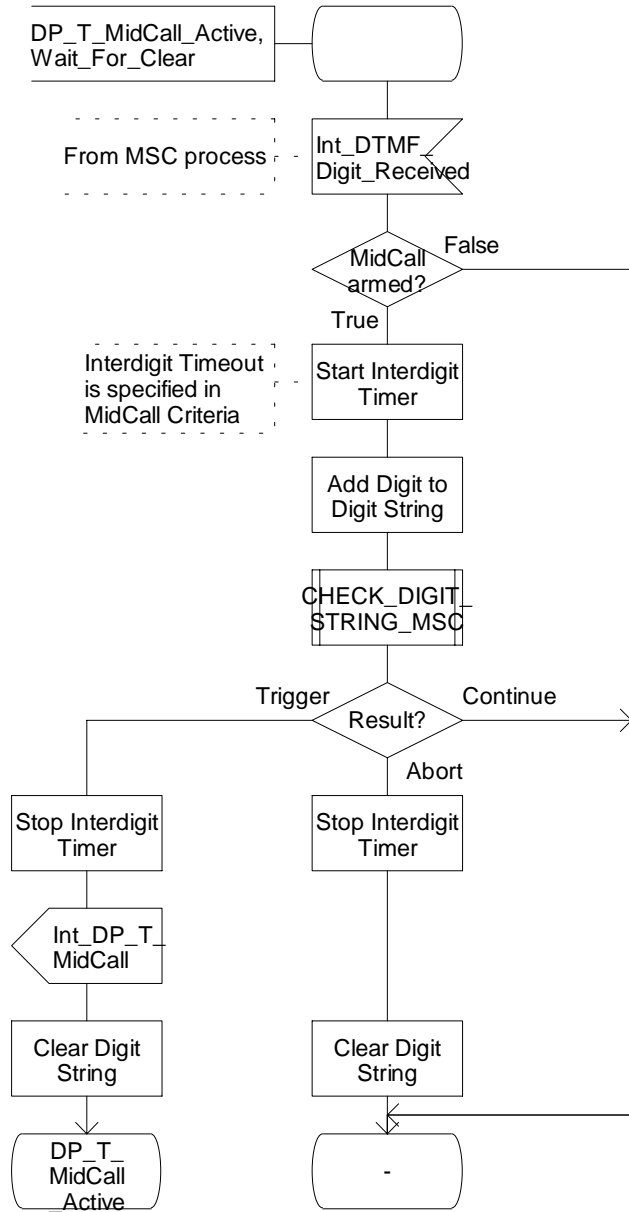 DP_T_MidCall_Active,
Wait_For_Clear
From MSC process
Int_DTMF_
Digit_Received
MidCall
armed?
False
True
Interdigit Timeout
is specified in
MidCall Criteria
Start Interdigit
Timer
Add Digit to
Digit String
CHECK_DIGIT_
STRING_MSC
Trigger
Result?
Continue
Abort
Stop Interdigit
Timer
Stop Interdigit
Timer
Int_DP_T_
MidCall
Clear Digit
String
Clear Digit
String
DP_T_
MidCall
_Active
-